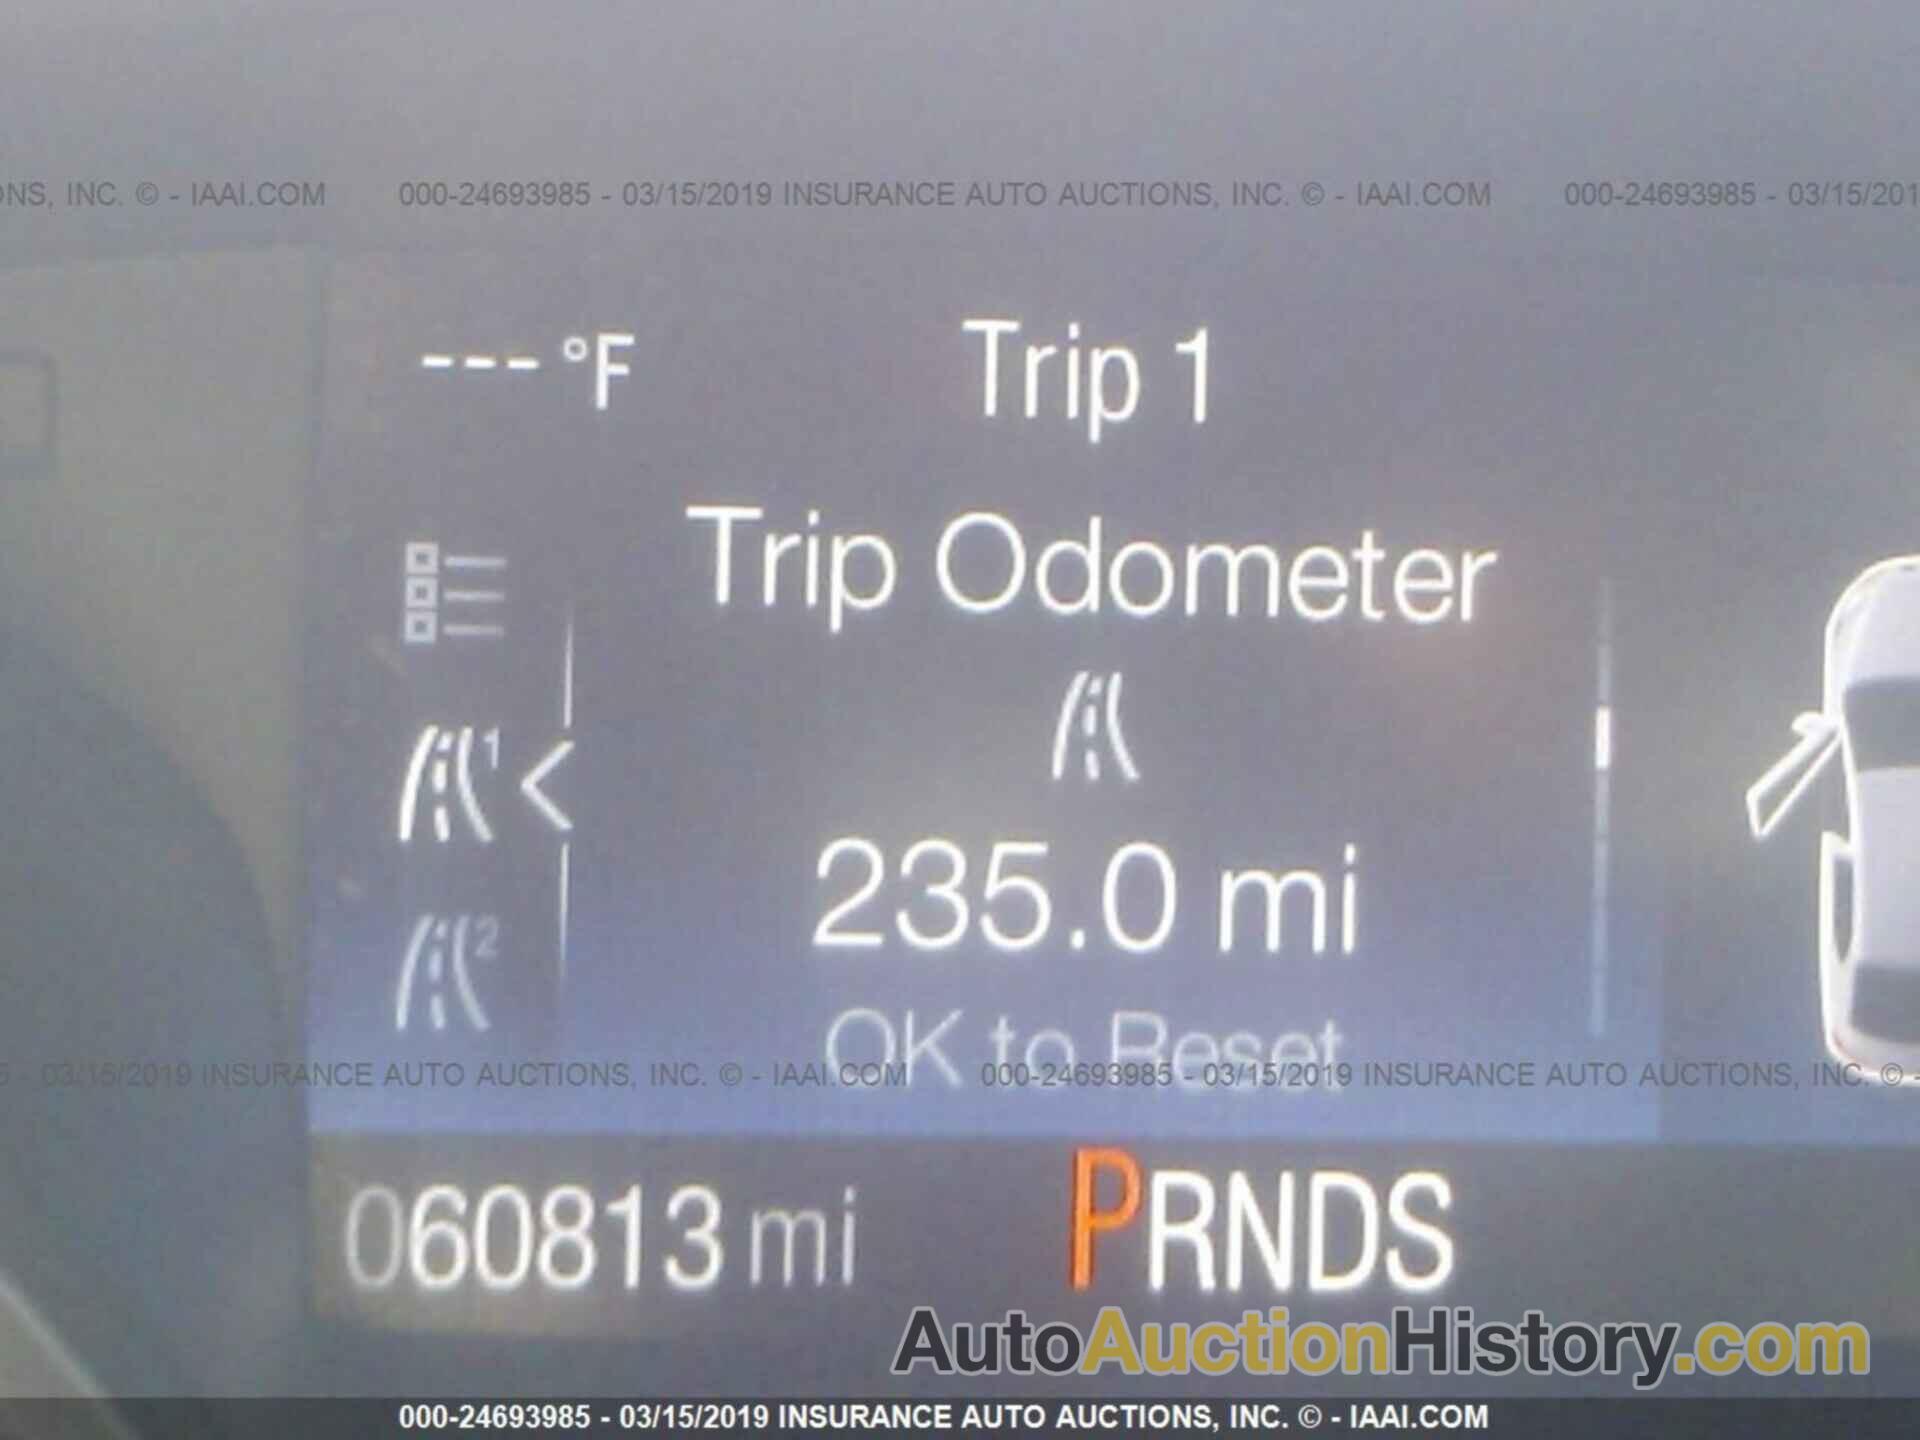 ONS, INC. © - IAAI.COM 000-24693985 - 03/15/2019 INSURANCE AUTO AUCTIONS, INC. © - IAAI.COM 000-24693985 - 03/15/201
---°F Trip 1
Trip Odometer
1
235.0 mi
2
OK to Reset
5 - 03/15/2019 INSURANCE AUTO AUCTIONS, INC. © - IAAI.COM 000-24693985 - 03/15/2019 INSURANCE AUTO AUCTIONS, INC. © -
060813 mi PRNDS
AutoAuctionHistory.com
000-24693985 - 03/15/2019 INSURANCE AUTO AUCTIONS, INC. © - IAAI.COM